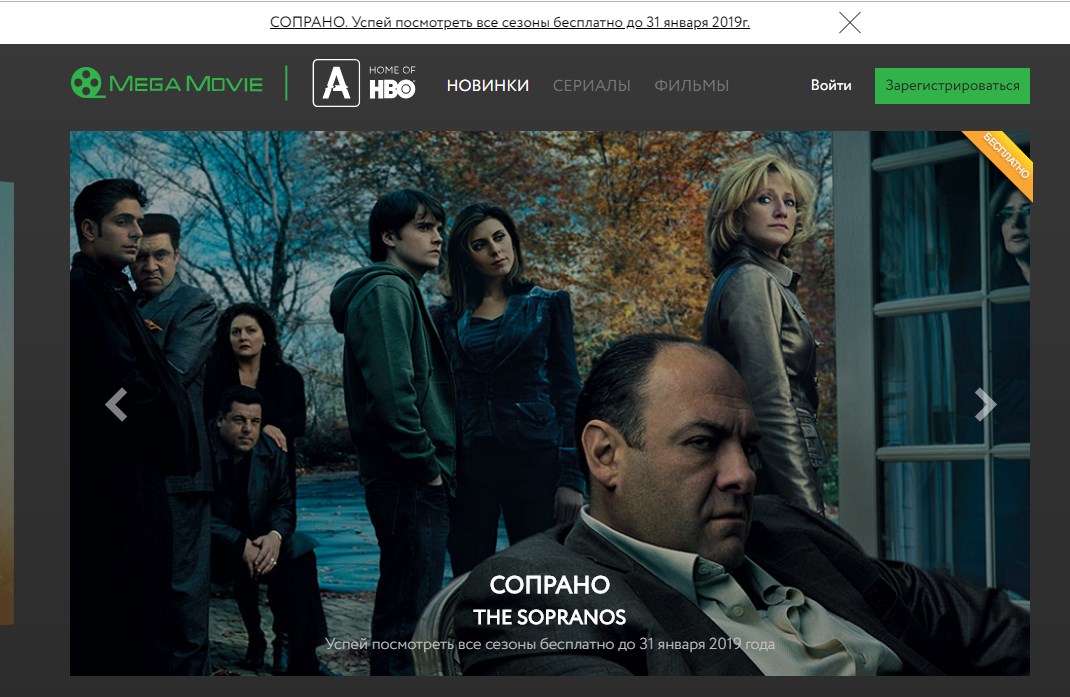 СОПРАНО. Успей посмотреть все сезоны бесплатно до 31 января 2019г.
MEGA MOVIE
A
HOME OF
HBO
НОВИНКИ
СЕРИАЛЫ
ФИЛЬМЫ
Войти
Зарегистрироваться
БЕСПЛАТНО
СОПРАНО
THE SOPRANOS
Успей посмотреть все сезоны бесплатно до 31 января 2019 года